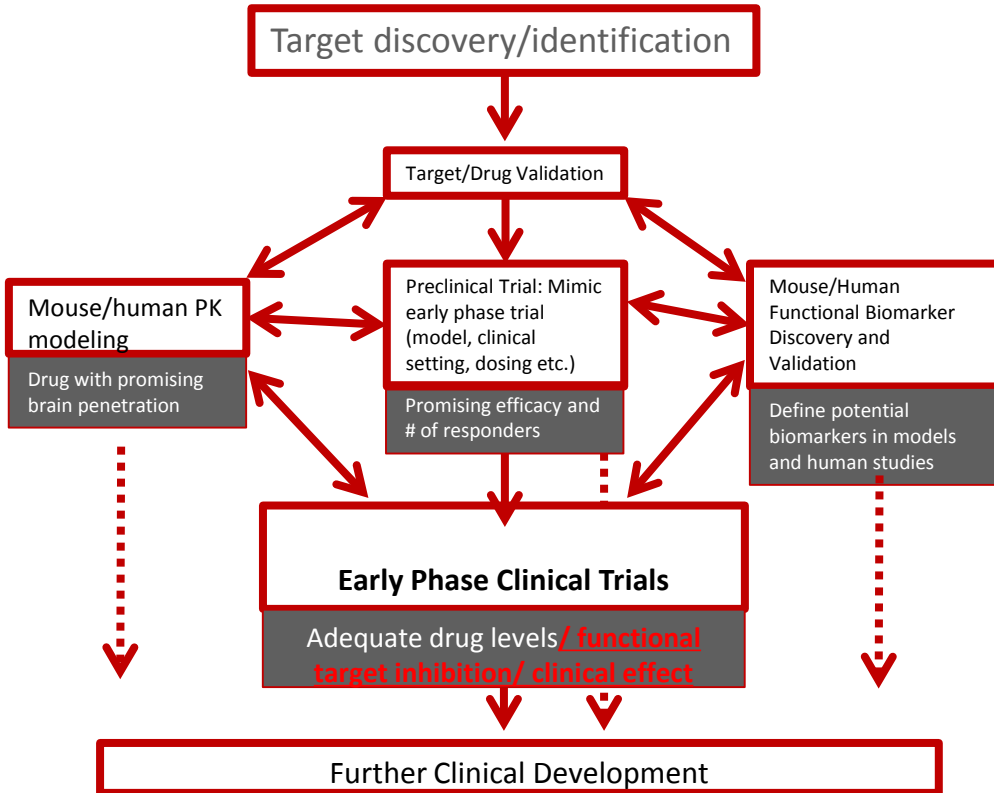 Target discovery/identification
Target/Drug Validation
Mouse/human PK
modeling
Drug with promising
brain penetration
Preclinical Trial: Mimic
early phase trial
(model, clinical
setting, dosing etc.)
Promising efficacy and
# of responders
Mouse/Human
Functional Biomarker
Discovery and
Validation
Define potential
biomarkers in models
and human studies
Early Phase Clinical Trials
Adequate drug levels/ functional
target inhibition/ clinical effect
Further Clinical Development